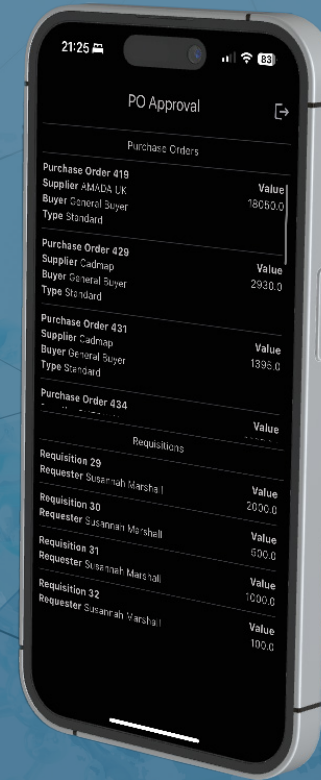 21:25
83
PO Approval
Purchase Orders
Purchase Order 419
Supplier AMADA UK
Value
Buyer General Buyer
18050.0
Type Standard
Purchase Order 429
Supplier Cadmap
Value
Buyer General Buyer
2930.0
Type Standard
Purchase Order 431
Supplier Cadmap
Value
Buyer General Buyer
1395.0
Type Standard
Purchase Order 434
Value
Requisitions
Requisition 29
Requester Susannah Marshall
Value
2000.0
Requisition 30
Requester Susannah Marshall
Value
500.0
Requisition 31
Requester Susannah Marshall
Value
1000.0
Requisition 32
Requester Susannah Marshall
Value
100.0